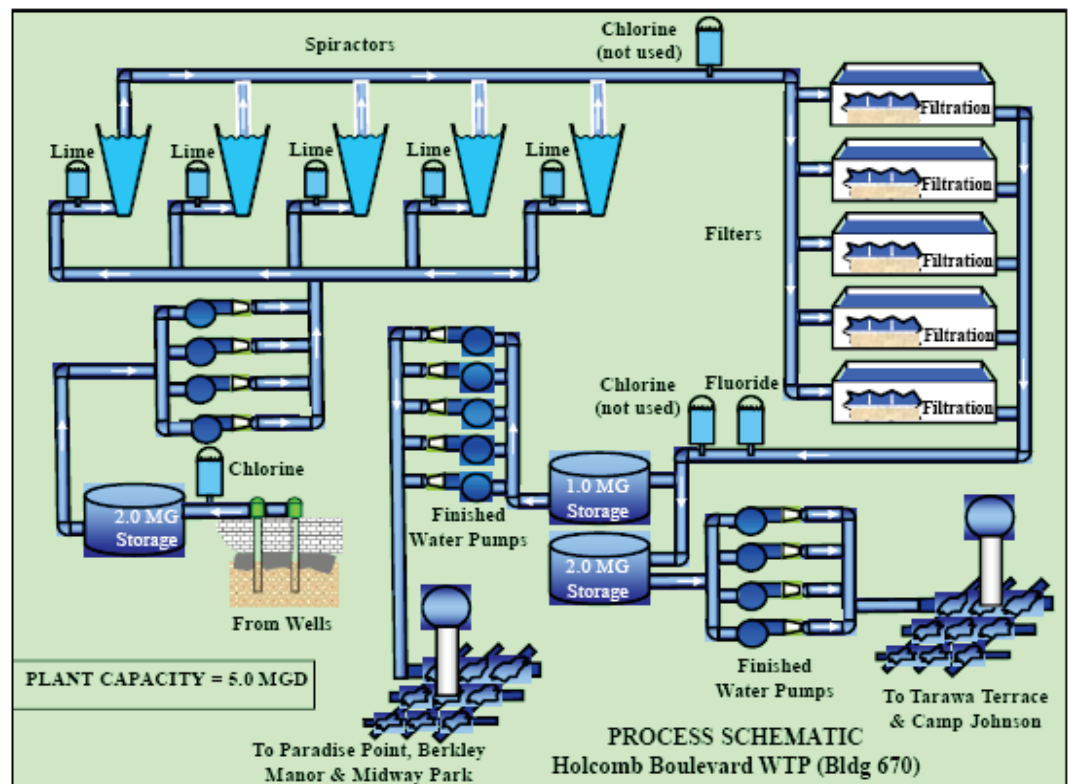 Spiractors
Chlorine
(not used)
Lime
Lime
Lime
Lime
Lime
Filters
Filtration
Filtration
Filtration
Filtration
Filtration
Chlorine
(not used)
Fluoride
Chlorine
2.0 MG
Storage
From Wells
Finished
Water Pumps
1.0 MG
Storage
2.0 MG
Storage
Finished
Water Pumps
PLANT CAPACITY = 5.0 MGD
To Paradise Point, Berkley
Manor & Midway Park
To Tarawa Terrace
& Camp Johnson
PROCESS SCHEMATIC
Holcomb Boulevard WTP (Bldg 670)